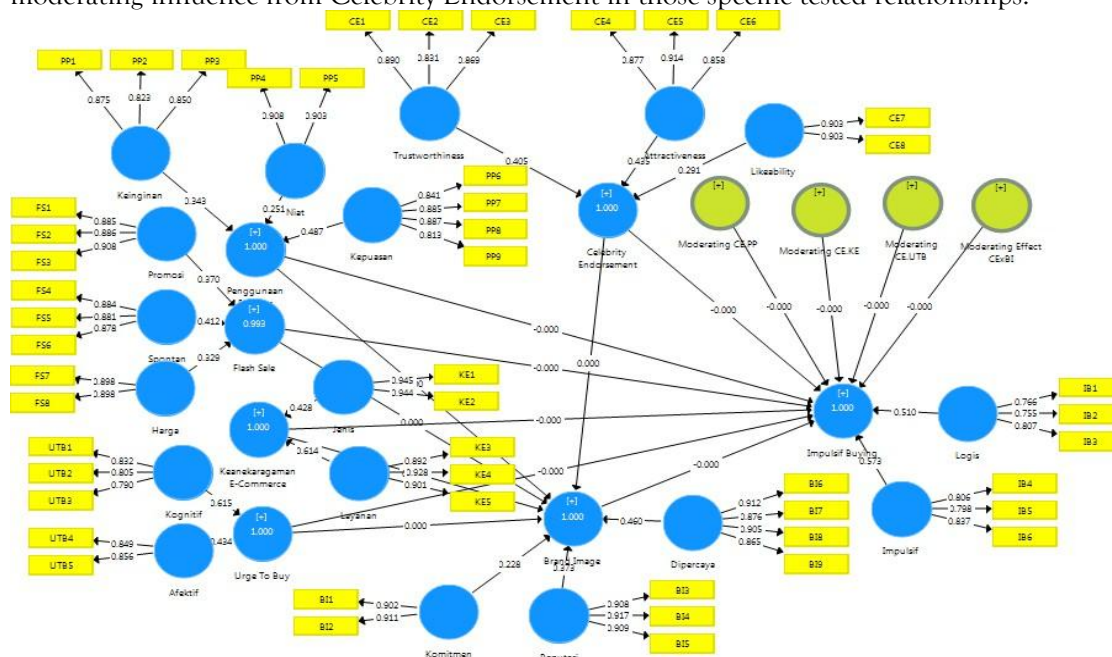 moderating influence from Celebrity Endorsement in those specific tested relationships.
CE1 CE2 CE3 CE4 CE5 CE6
0.890 0.831 0.869 0.877 0.914 0.858
PP1 PP2 PP3 PP4 PP5
0.875 0.823 0.850 0.908 0.903
Trustworthiness
Attractiveness
Likeability
0.903 CE7
0.903 CE8
0.405 0.435 0.291
Keinginan
Niat
0.343 0.251
Kepuasan
0.487
0.841 PP6
0.885 PP7
0.887 PP8
0.813 PP9
[+]
1.000
Celebrity
Endorsement
[+]
Moderating CE.PP
[+]
Moderating CE.KE
[+]
Moderating
CE.UTB
[+]
Moderating Effect
CExBI
FS1 0.885
FS2 0.886
FS3 0.908
Promosi
0.370
[+]
1.000
Penggunaan
FS4 0.884
FS5 0.881
FS6 0.878
Spontan
0.412
[+]
0.993
Flash Sale
FS7 0.898
FS8 0.898
Harga
0.329
-0.000 -0.000 -0.000 -0.000 -0.000
-0.000
-0.000
0.000
0.945 KE1
0.944 KE2
Jenis
0.428
0.000
[+]
1.000
Keanekaragaman
E-Commerce
-0.000
0.614
0.892 KE3
0.928 KE4
0.901 KE5
Layanan
-0.000
-0.000
[+]
1.000
Impulsif Buying
0.510
Logis
0.766 IB1
0.755 IB2
0.807 IB3
0.573
Impulsif
0.806 IB4
0.798 IB5
0.837 IB6
UTB1 0.832
UTB2 0.805
UTB3 0.790
Kognitif
0.615
UTB4 0.849
UTB5 0.856
Afektif
0.434
[+]
1.000
Urge To Buy
0.000
[+]
1.000
Brand Image
0.460
Dipercaya
0.912 BI6
0.876 BI7
0.905 BI8
0.865 BI9
0.228 0.373
BI1 0.902
BI2 0.911
Komitmen
0.908 BI3
0.917 BI4
0.909 BI5